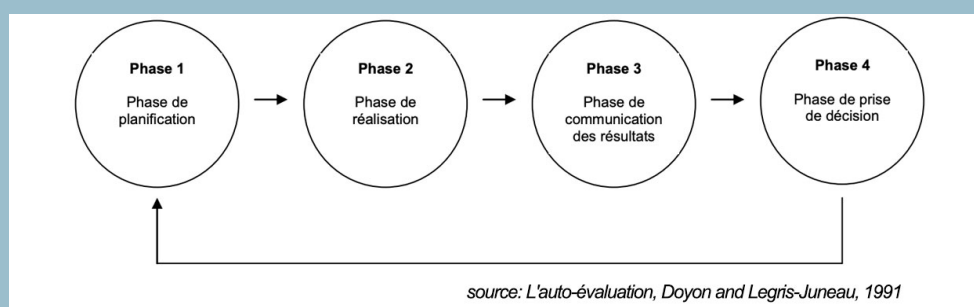 Phase 1
Phase de
planification
Phase 2
Phase de
réalisation
Phase 3
Phase de
communication
des résultats
Phase 4
Phase de prise
de décision
source: L'auto-évaluation, Doyon and Legris-Juneau, 1991